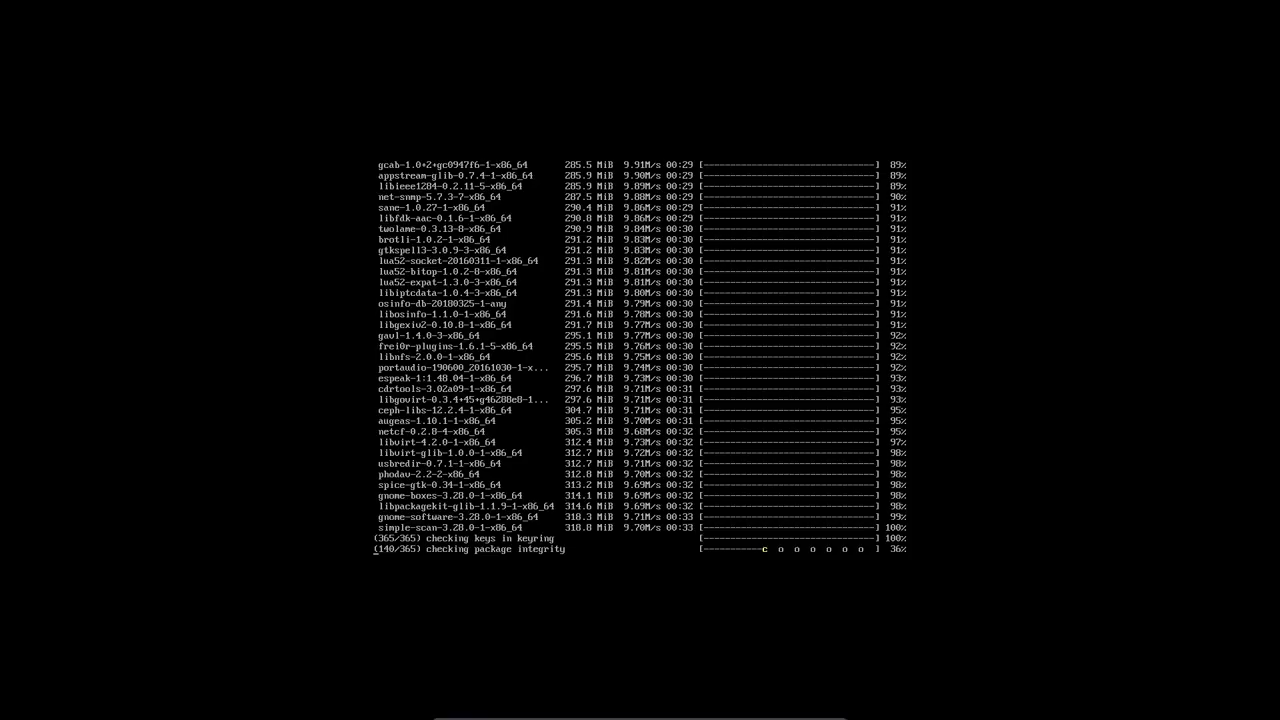 gcab-1.0+2+gc0947f6-1-x86_64 285.5 MiB 9.91M/s 00:29 [--------------------------------] 89%
appstream-glib-0.7.4-1-x86_64 285.9 MiB 9.90M/s 00:29 [--------------------------------] 89%
libieee1284-0.2.11-5-x86_64 285.9 MiB 9.89M/s 00:29 [--------------------------------] 89%
net-snmp-5.7.3-7-x86_64 287.5 MiB 9.88M/s 00:29 [--------------------------------] 90%
sane-1.0.27-1-x86_64 290.4 MiB 9.86M/s 00:29 [--------------------------------] 91%
libfdk-aac-0.1.6-1-x86_64 290.8 MiB 9.86M/s 00:29 [--------------------------------] 91%
twolame-0.3.13-8-x86_64 290.9 MiB 9.84M/s 00:30 [--------------------------------] 91%
brotli-1.0.2-1-x86_64 291.2 MiB 9.83M/s 00:30 [--------------------------------] 91%
gtkspell3-3.0.9-3-x86_64 291.2 MiB 9.83M/s 00:30 [--------------------------------] 91%
lua52-socket-20160311-1-x86_64 291.3 MiB 9.82M/s 00:30 [--------------------------------] 91%
lua52-bitop-1.0.2-8-x86_64 291.3 MiB 9.81M/s 00:30 [--------------------------------] 91%
lua52-expat-1.3.0-3-x86_64 291.3 MiB 9.81M/s 00:30 [--------------------------------] 91%
libiptcdata-1.0.4-3-x86_64 291.3 MiB 9.80M/s 00:30 [--------------------------------] 91%
osinfo-db-20180325-1-any 291.4 MiB 9.79M/s 00:30 [--------------------------------] 91%
libosinfo-1.1.0-1-x86_64 291.6 MiB 9.78M/s 00:30 [--------------------------------] 91%
libgexiv2-0.10.8-1-x86_64 291.7 MiB 9.77M/s 00:30 [--------------------------------] 91%
gavl-1.4.0-3-x86_64 295.1 MiB 9.77M/s 00:30 [--------------------------------] 92%
frei0r-plugins-1.6.1-5-x86_64 295.5 MiB 9.76M/s 00:30 [--------------------------------] 92%
libnfs-2.0.0-1-x86_64 295.6 MiB 9.75M/s 00:30 [--------------------------------] 92%
portaudio-190600_20161030-1-x... 295.7 MiB 9.74M/s 00:30 [--------------------------------] 92%
espeak-1:1.48.04-1-x86_64 296.7 MiB 9.73M/s 00:30 [--------------------------------] 93%
cdrtools-3.02a09-1-x86_64 297.6 MiB 9.71M/s 00:31 [--------------------------------] 93%
libgovirt-0.3.4+45+g46288e8-1... 297.6 MiB 9.71M/s 00:31 [--------------------------------] 93%
ceph-libs-12.2.4-1-x86_64 304.7 MiB 9.71M/s 00:31 [--------------------------------] 95%
augeas-1.10.1-1-x86_64 305.2 MiB 9.70M/s 00:31 [--------------------------------] 95%
netcf-0.2.8-4-x86_64 305.3 MiB 9.68M/s 00:32 [--------------------------------] 95%
libvirt-4.2.0-1-x86_64 312.4 MiB 9.73M/s 00:32 [--------------------------------] 97%
libvirt-glib-1.0.0-1-x86_64 312.7 MiB 9.72M/s 00:32 [--------------------------------] 98%
usbredir-0.7.1-1-x86_64 312.7 MiB 9.71M/s 00:32 [--------------------------------] 98%
phodav-2.2-2-x86_64 312.8 MiB 9.70M/s 00:32 [--------------------------------] 98%
spice-gtk-0.34-1-x86_64 313.2 MiB 9.69M/s 00:32 [--------------------------------] 98%
gnome-boxes-3.28.0-1-x86_64 314.1 MiB 9.69M/s 00:32 [--------------------------------] 98%
libpackagekit-glib-1.1.9-1-x86_64 314.6 MiB 9.69M/s 00:32 [--------------------------------] 98%
gnome-software-3.28.0-1-x86_64 318.3 MiB 9.71M/s 00:33 [--------------------------------] 99%
simple-scan-3.28.0-1-x86_64 318.8 MiB 9.70M/s 00:33 [--------------------------------] 100%
(365/365) checking keys in keyring [--------------------------------] 100%
(140/365) checking package integrity [-----------c o o o o o o ] 36%